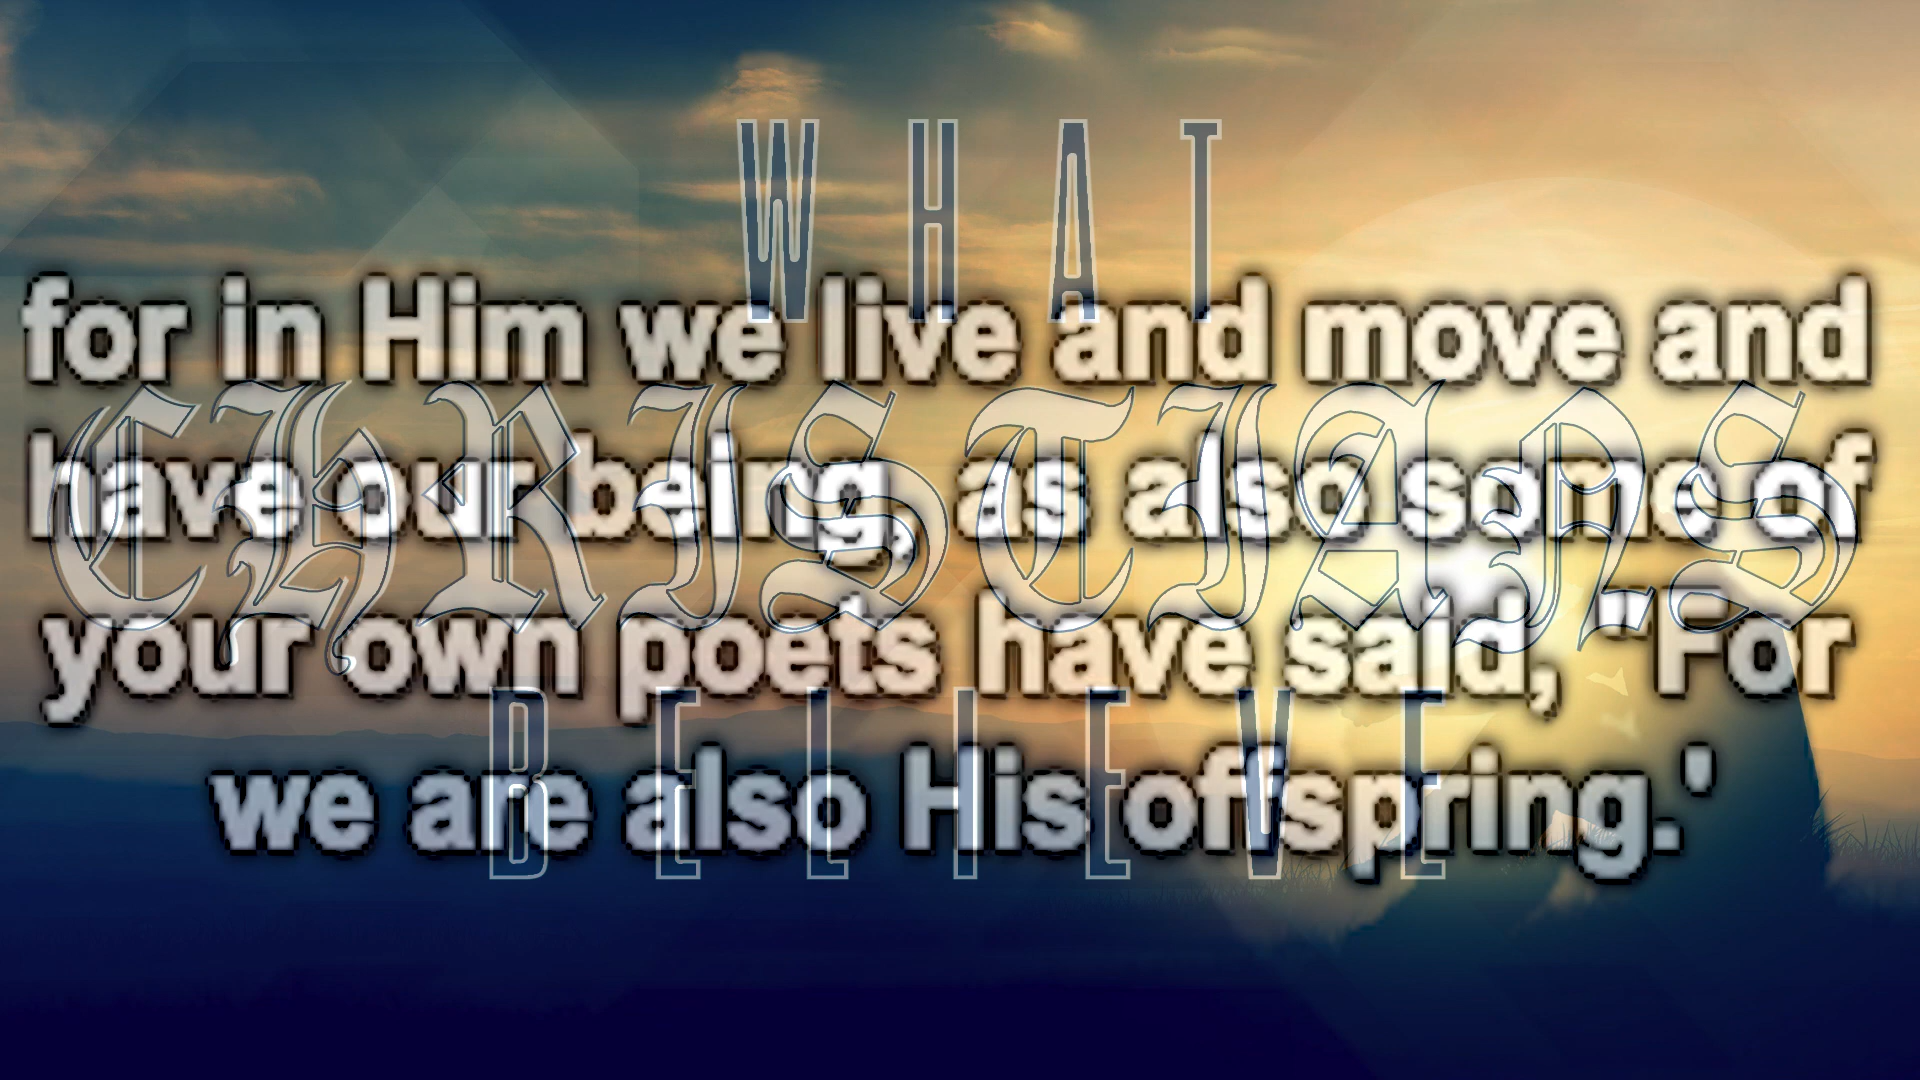 WHAT
for in Him we live and move and
CHRISTIANS
have our being, as also some of
your own poets have said, "For
BELIEVE
we are also His offspring.'